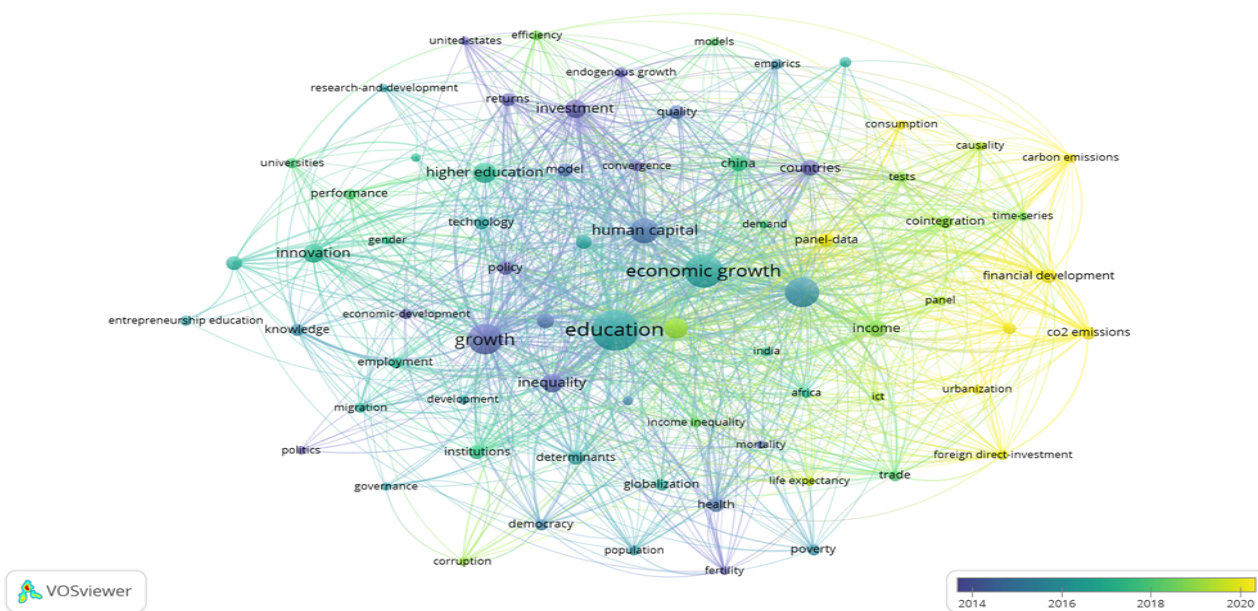 united-states
efficiency
models
endogenous growth
empirics
research-and-development
returns
investment
quality
consumption
causality
carbon emissions
universities
higher education
model
convergence
china
countries
tests
performance
technology
human capital
demand
cointegration
time-series
gender
panel-data
innovation
policy
economic growth
financial development
economic-development
panel
entrepreneurship education
knowledge
growth
education
income
co2 emissions
employment
india
inequality
africa
ict
urbanization
migration
development
income inequality
politics
institutions
determinants
mortality
foreign direct-investment
governance
globalization
life expectancy
trade
health
democracy
corruption
population
fertility
poverty
VOSviewer
2014
2016
2018
2020